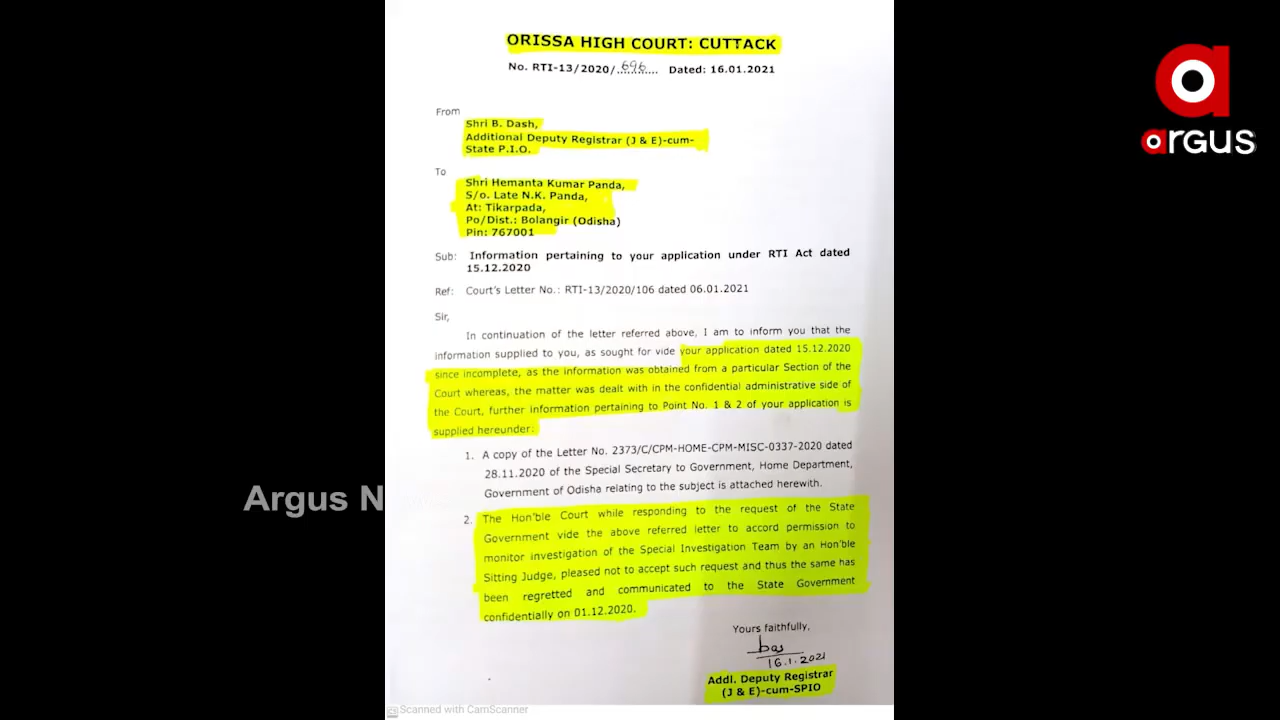 ORISSA HIGH COURT: CUTTACK
No. RTI-13/2020/..696.. Dated: 16.01.2021
From
Shri B. Dash,
Additional Deputy Registrar (J & E)-cum-
State P.I.O.
To
Shri Hemanta Kumar Panda,
S/o. Late N.K. Panda,
At: Tikarpada,
Po/Dist.: Bolangir (Odisha)
Pin: 767001
Sub: Information pertaining to your application under RTI Act dated
15.12.2020
Ref: Court's Letter No.: RTI-13/2020/106 dated 06.01.2021
Sir,
In continuation of the letter referred above, I am to inform you that the
information supplied to you, as sought for vide your application dated 15.12.2020
since incomplete, as the information was obtained from a particular Section of the
Court whereas, the matter was dealt with in the confidential administrative side of
the Court, further information pertaining to Point No. 1 & 2 of your application is
supplied hereunder:
1. A copy of the Letter No. 2373/C/CPM-HOME-CPM-MISC-0337-2020 dated
28.11.2020 of the Special Secretary to Government, Home Department,
Government of Odisha relating to the subject is attached herewith.
2. The Hon'ble Court while responding to the request of the State
Government vide the above referred letter to accord permission to
monitor investigation of the Special Investigation Team by an Hon'ble
Sitting Judge, pleased not to accept such request and thus the same has
been regretted and communicated to the State Government
confidentially on 01.12.2020.
Yours faithfully,
16.1.2021
Addl. Deputy Registrar
(J & E)-cum-SPIO
Scanned with CamScanner
argus
Argus N